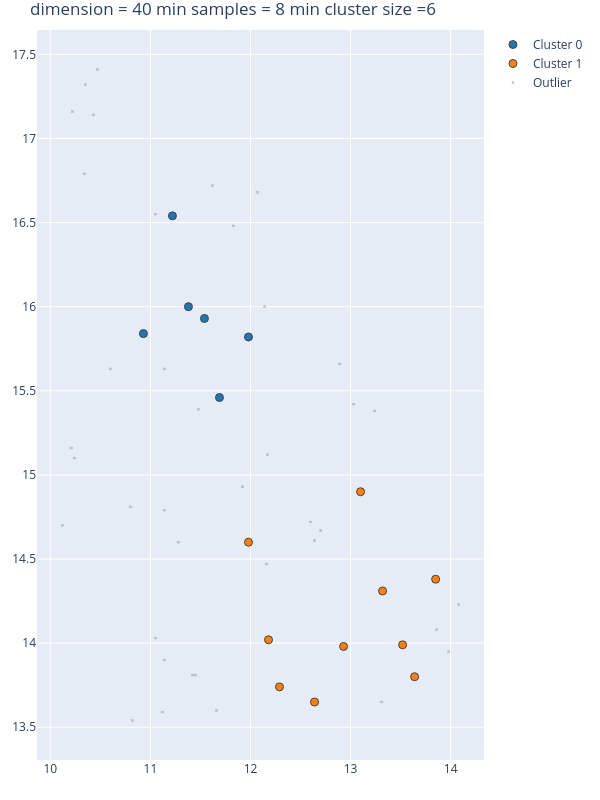 dimension = 40 min samples = 8 min cluster size =6
Cluster 0
Cluster 1
Outlier
17.5
17
16.5
16
15.5
15
14.5
14
13.5
10 11 12 13 14